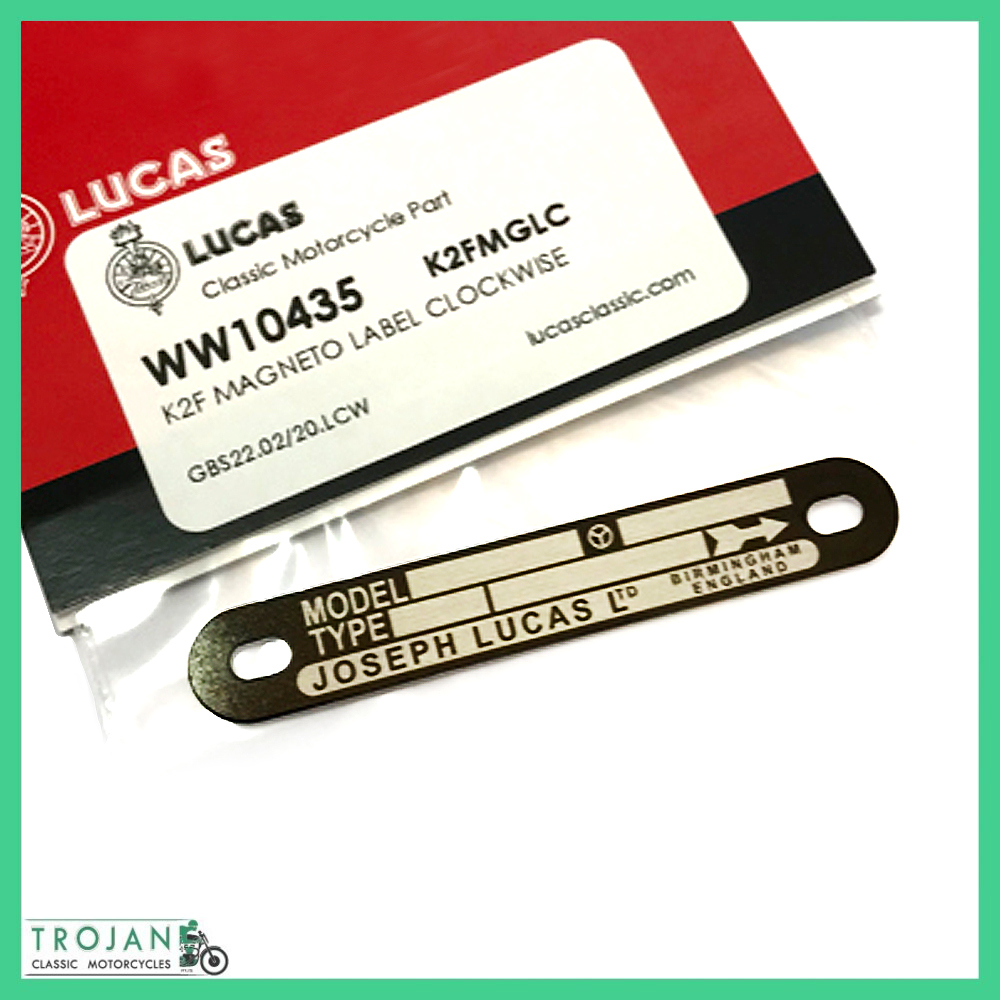 LUCAS
LUCAS
Classic Motorcycle Part
WW10435 K2FMGLC
K2F MAGNETO LABEL CLOCKWISE
lucasclassic.com
GBS22.02/20.LCW
MODEL
TYPE
JOSEPH LUCAS LTD
BIRMINGHAM
ENGLAND
TROJAN
CLASSIC MOTORCYCLES